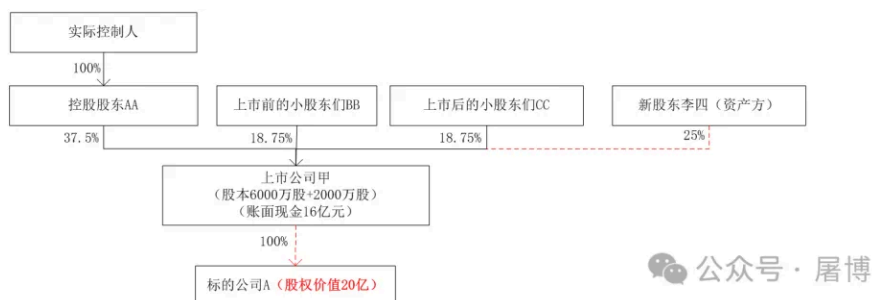 实际控制人
100%
控股股东AA
上市前的小股东们BB
上市后的小股东们CC
新股东李四（资产方）
37.5%
18.75%
18.75%
25%
上市公司甲
（股本6000万股+2000万股）
（账面现金16亿元）
100%
标的公司A（股权价值20亿）
公众号·屠博